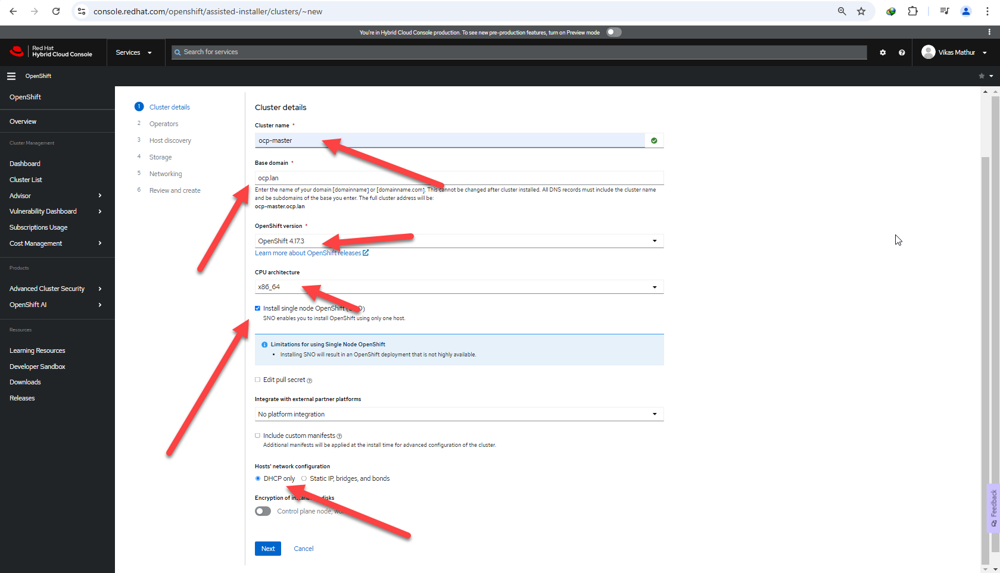 console.redhat.com/openshift/assisted-installer/clusters/~new
You're in Hybrid Cloud Console production. To see new pre-production features, turn on Preview mode
Red Hat
Hybrid Cloud Console
Services
Search for services
Vikas Mathur
OpenShift
OpenShift
Overview
Cluster Management
Dashboard
Cluster List
Advisor
Vulnerability Dashboard
Subscriptions Usage
Cost Management
Products
Advanced Cluster Security
OpenShift AI
Resources
Learning Resources
Developer Sandbox
Downloads
Releases
1 Cluster details
2 Operators
3 Host discovery
4 Storage
5 Networking
6 Review and create
Cluster details
Cluster name *
ocp-master
Base domain *
ocp.lan
Enter the name of your domain [domainname] or [domainname.com]. This cannot be changed after cluster installed. All DNS records must include the cluster name
and be subdomains of the base you enter. The full cluster address will be:
ocp-master.ocp.lan
OpenShift version *
OpenShift 4.17.3
Learn more about OpenShift releases
CPU architecture
x86_64
Install single node OpenShift
SNO enables you to install OpenShift using only one host.
Limitations for using Single Node OpenShift
• Installing SNO will result in an OpenShift deployment that is not highly available.
Edit pull secret
Integrate with external partner platforms
No platform integration
Include custom manifests
Additional manifests will be applied at the install time for advanced configuration of the cluster.
Hosts' network configuration
DHCP only
Static IP, bridges, and bonds
Encryption of disks
Control plane node,
Next
Cancel
Feedback